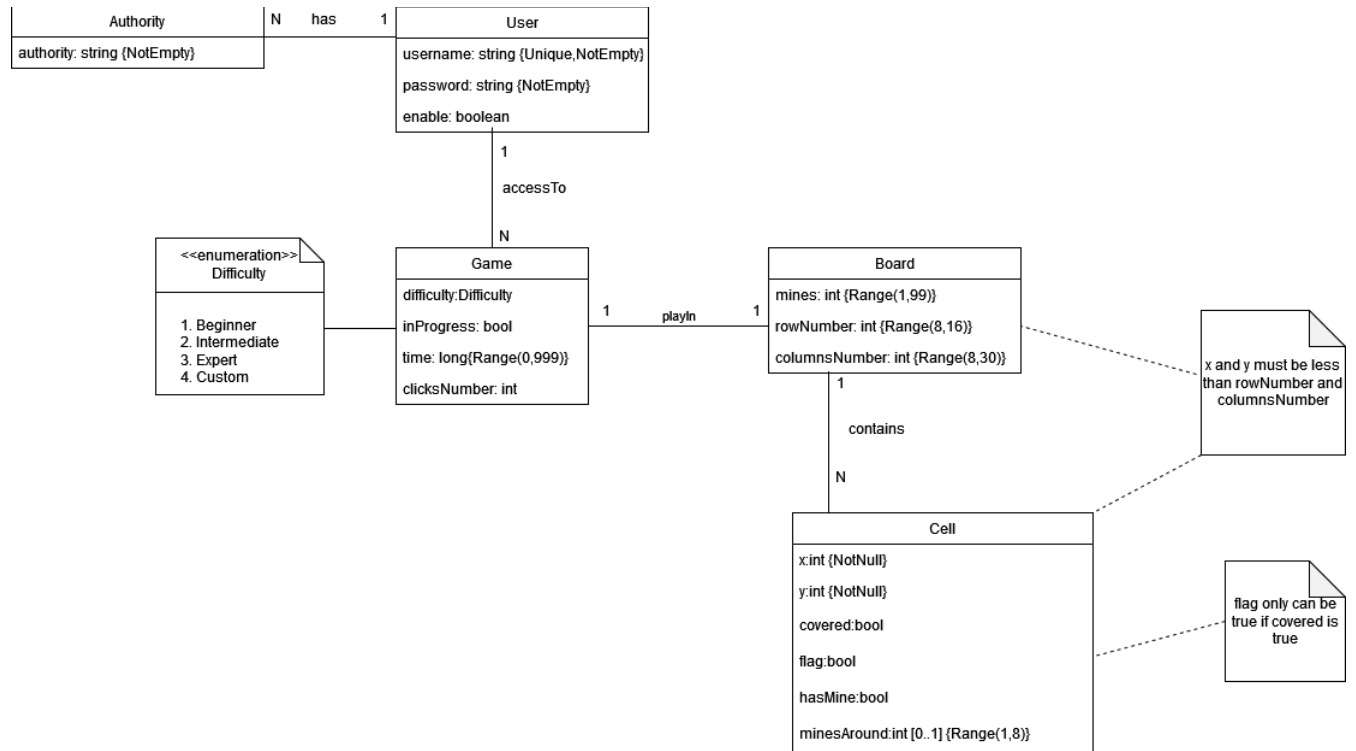 Authority
authority: string {NotEmpty}
N has 1
User
username: string {Unique,NotEmpty}
password: string {NotEmpty}
enable: boolean
1
accessTo
N
<<enumeration>>
Difficulty
1. Beginner
2. Intermediate
3. Expert
4. Custom
Game
difficulty:Difficulty
inProgress: bool
time: long{Range(0,999)}
clicksNumber: int
1 playIn 1
Board
mines: int {Range(1,99)}
rowNumber: int {Range(8,16)}
columnsNumber: int {Range(8,30)}
x and y must be less
than rowNumber and
columnsNumber
1
contains
N
Cell
x:int {NotNull}
y:int {NotNull}
covered:bool
flag:bool
hasMine:bool
minesAround:int [0..1] {Range(1,8)}
flag only can be
true if covered is
true